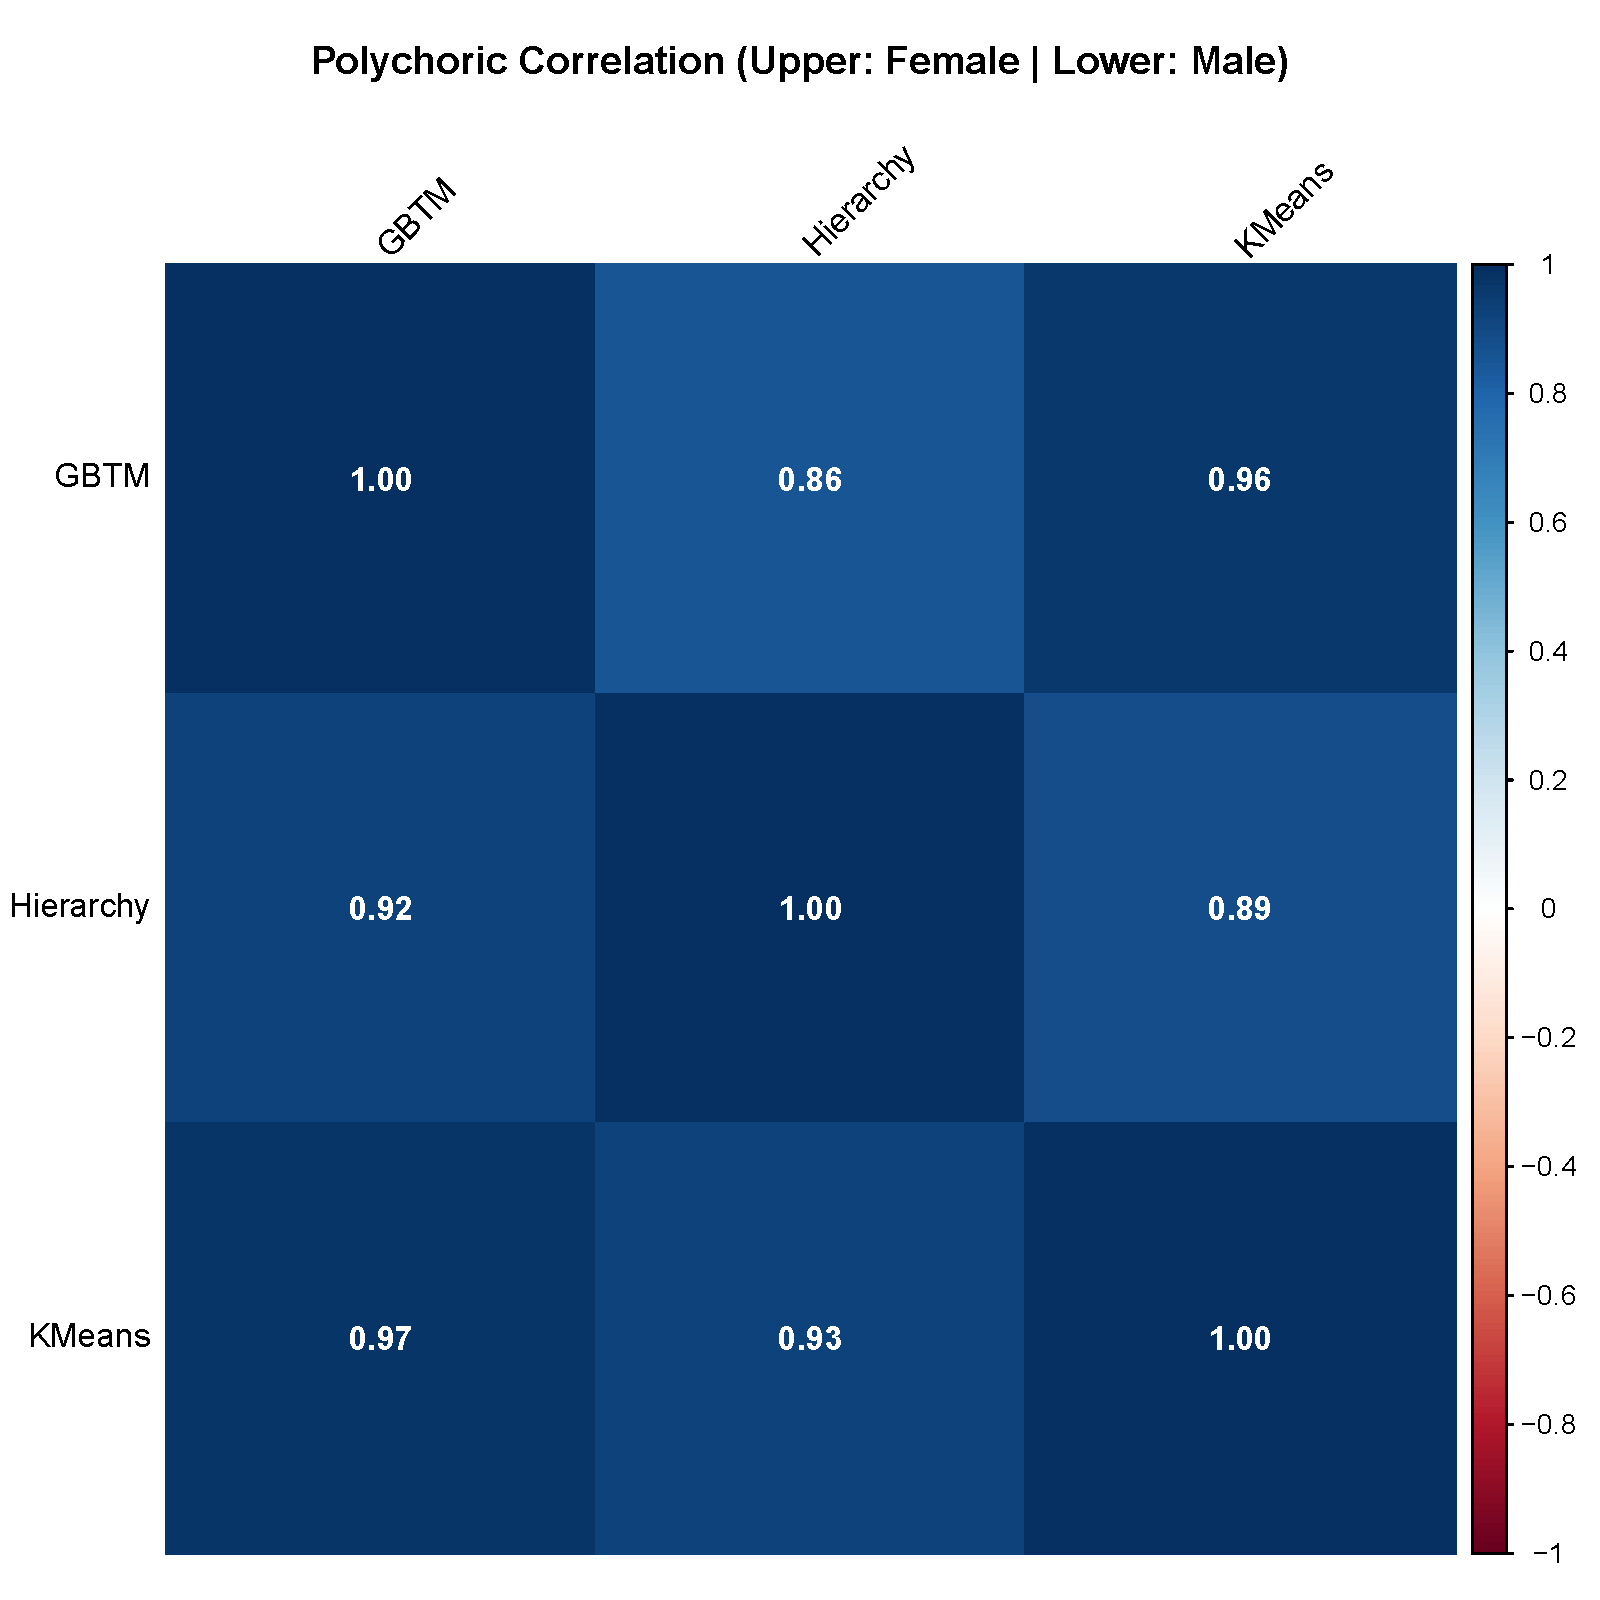 Polychoric Correlation (Upper: Female | Lower: Male)
GBTM
Hierarchy
KMeans
GBTM
1.00
0.86
0.96
Hierarchy
0.92
1.00
0.89
KMeans
0.97
0.93
1.00
1
0.8
0.6
0.4
0.2
0
−0.2
−0.4
−0.6
−0.8
−1